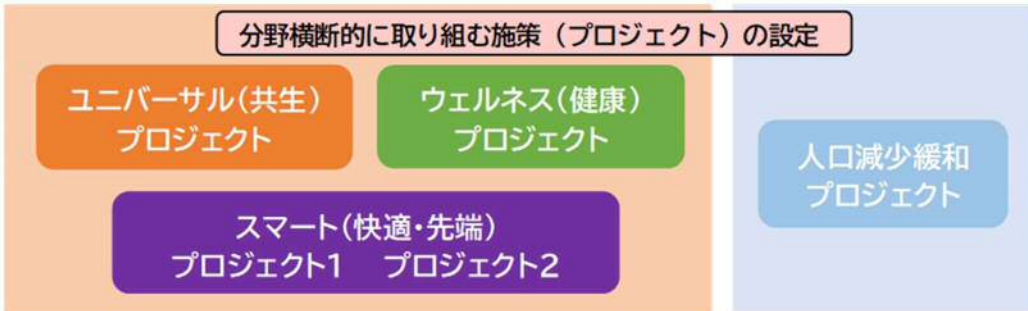 分野横断的に取り組む施策（プロジェクト）の設定
ユニバーサル（共生）
プロジェクト
ウェルネス（健康）
プロジェクト
スマート（快適・先端）
プロジェクト1　プロジェクト2
人口減少緩和
プロジェクト